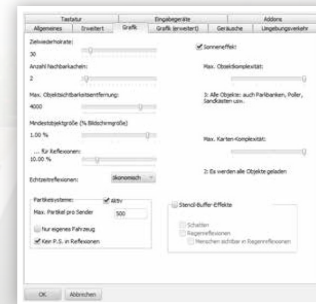 Tastatur Eingabegeräte Addons
Allgemeines Erweitert Grafik Grafik (erweitert) Geräusche Umgebungsverkehr
Zielwiederholrate:
30
Sonneneffekt
Anzahl Nachbarkacheln:
2
Max. Objektkomplexität:
Max. Objektsichtbarkeitsentfernung:
4000
3: Alle Objekte: auch Parkbänken, Poller,
Sandkästen usw.
Mindestobjektgröße (% Bildschirmgröße)
1.00 %
Max. Karten-Komplexität:
... für Reflexionen:
10.00 %
2: Es werden alle Objekte geladen
Echtzeitreflexionen: ökonomisch
Partikelsysteme: Aktiv
Max. Partikel pro Sender 500
Nur eigenes Fahrzeug
Kein P.S. in Reflexionen
Stencil-Buffer-Effekte
Schatten
Regenreflexionen
Menschen sichtbar in Regenreflexionen
OK Abbrechen